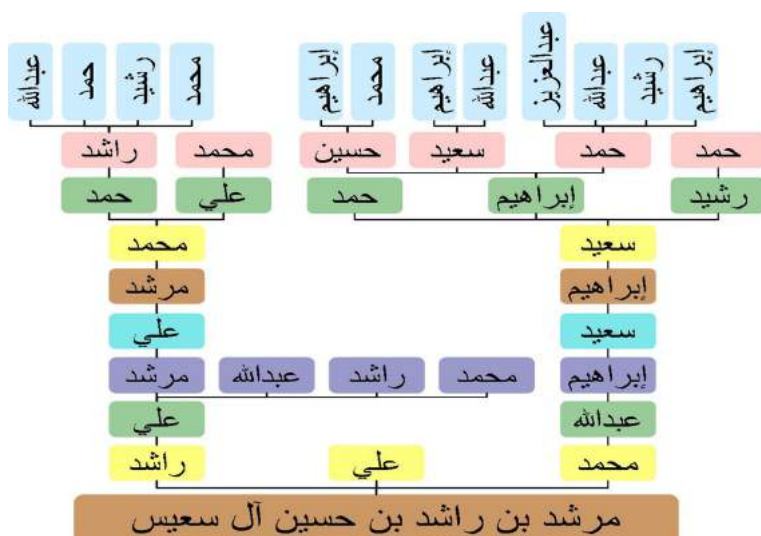 إبراهيم رشيد عبدالله عبدالعزيز عبدالله إبراهيم محمد إبراهيم محمد رشيد حمد عبدالله
حمد حمد سعيد حسين محمد راشد
رشيد إبراهيم حمد علي حمد
سعيد محمد
إبراهيم مرشد
سعيد علي
إبراهيم محمد راشد عبدالله مرشد
عبدالله علي
محمد علي راشد
مرشد بن راشد بن حسين آل سعيس